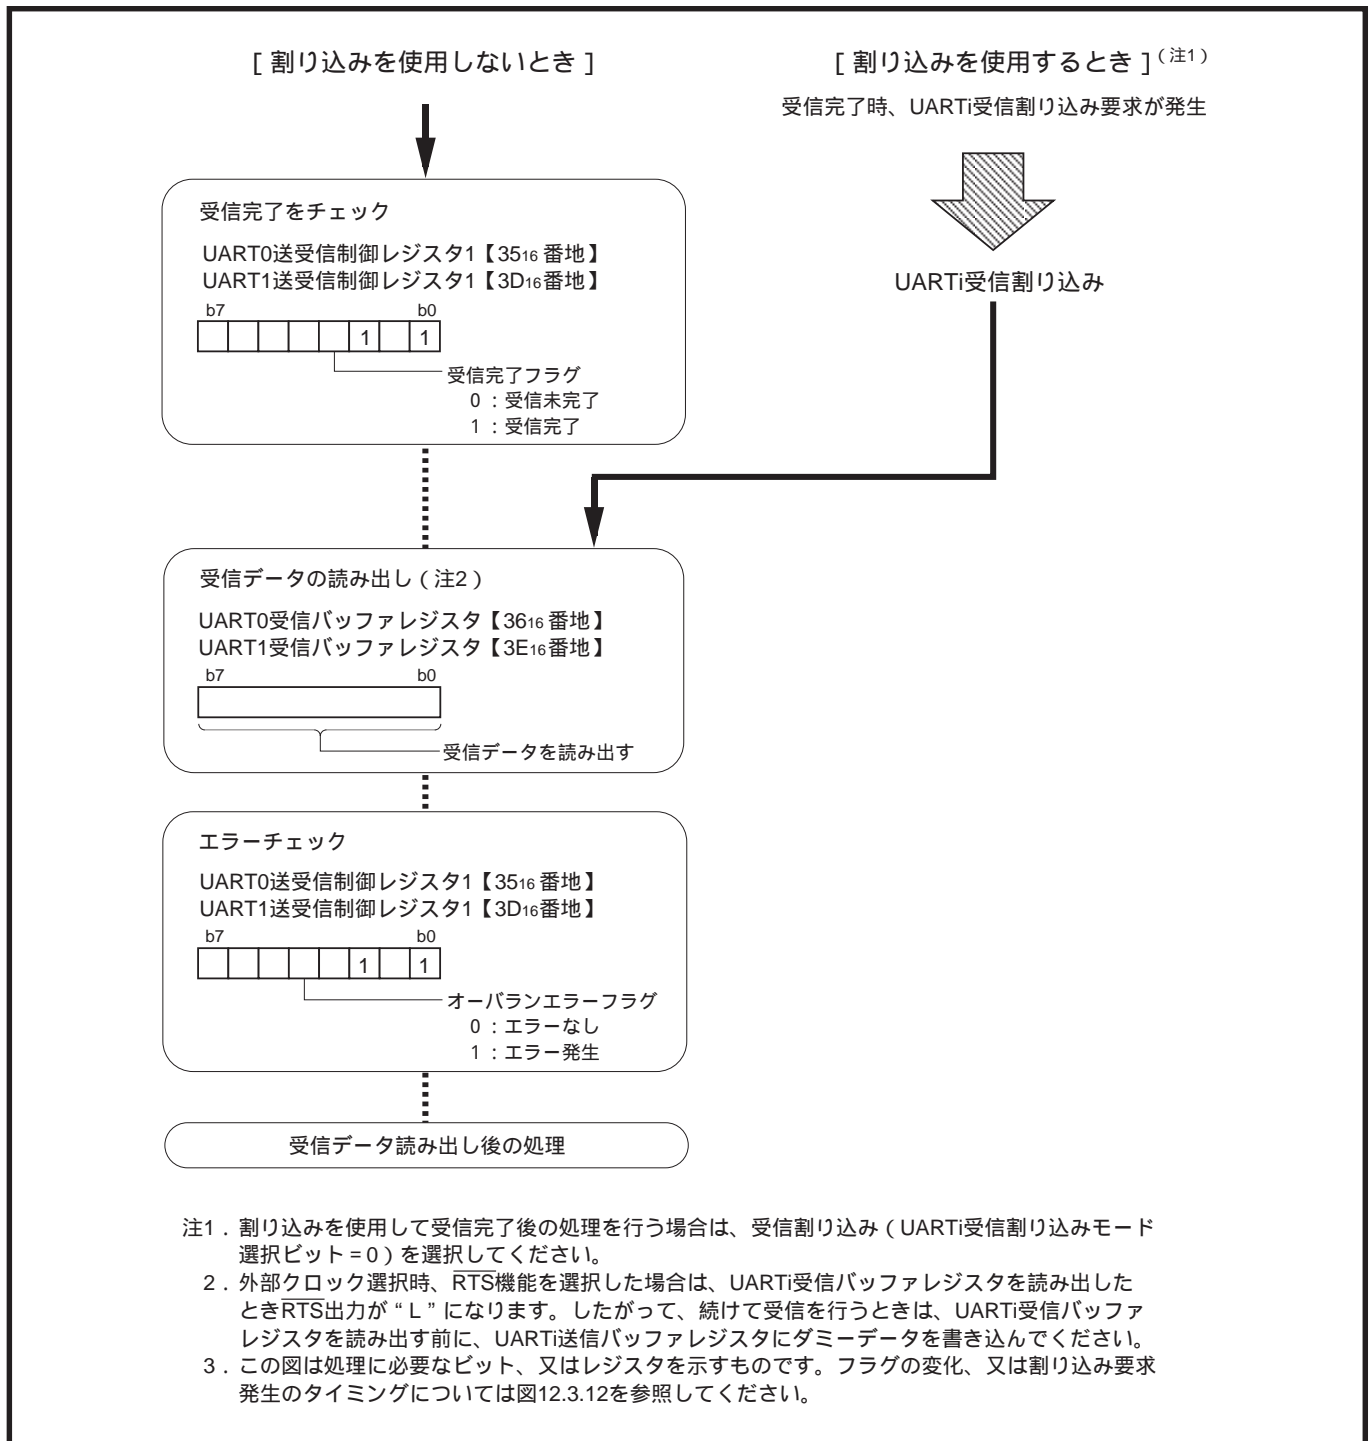 [ 割り込みを使用しないとき ]
[ 割り込みを使用するとき ] (注1)
受信完了時、UARTi受信割り込み要求が発生
UARTi受信割り込み
受信完了をチェック
UART0送受信制御レジスタ1【3516 番地】
UART1送受信制御レジスタ1【3D16番地】
b7 b0
1 1
受信完了フラグ
0 : 受信未完了
1 : 受信完了
受信データの読み出し(注2)
UART0受信バッファレジスタ【3616 番地】
UART1受信バッファレジスタ【3E16番地】
b7 b0
受信データを読み出す
エラーチェック
UART0送受信制御レジスタ1【3516 番地】
UART1送受信制御レジスタ1【3D16番地】
b7 b0
1 1
オーバランエラーフラグ
0 : エラーなし
1 : エラー発生
受信データ読み出し後の処理
注1 . 割り込みを使用して受信完了後の処理を行う場合は、受信割り込み(UARTi受信割り込みモード
選択ビット = 0)を選択してください。
2 . 外部クロック選択時、RTS機能を選択した場合は、UARTi受信バッファレジスタを読み出した
ときRTS出力が“ L ”になります。したがって、続けて受信を行うときは、UARTi受信バッファ
レジスタを読み出す前に、UARTi送信バッファレジスタにダミーデータを書き込んでください。
3 . この図は処理に必要なビット、又はレジスタを示すものです。フラグの変化、又は割り込み要求
発生のタイミングについては図12.3.12を参照してください。